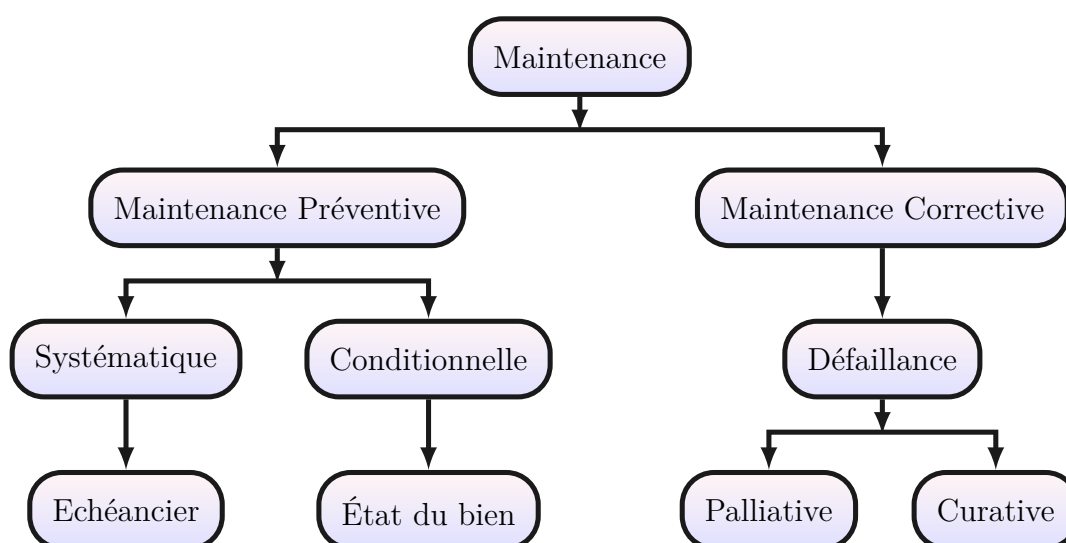 Maintenance
Maintenance Préventive
Maintenance Corrective
Systématique
Conditionnelle
Défaillance
Echéancier
État du bien
Palliative
Curative